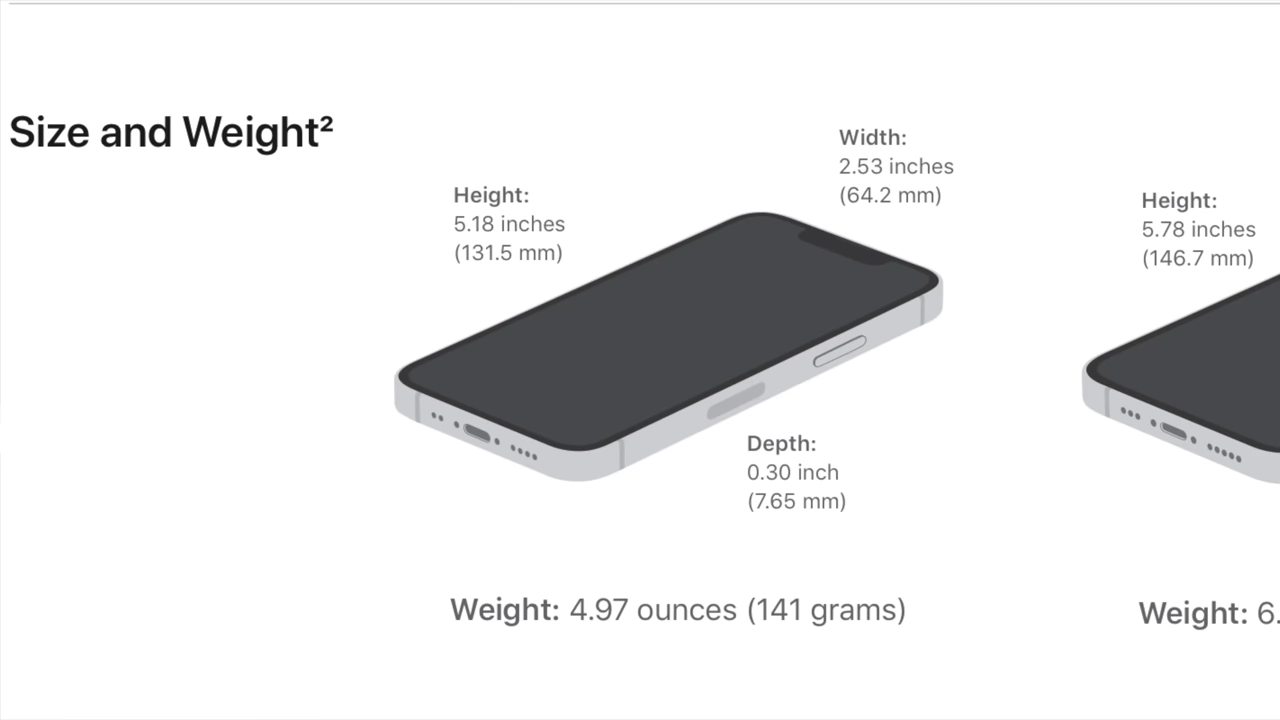 Size and Weight²
Width:
2.53 inches
(64.2 mm)
Height:
5.18 inches
(131.5 mm)
Height:
5.78 inches
(146.7 mm)
Depth:
0.30 inch
(7.65 mm)
Weight: 4.97 ounces (141 grams)
Weight: 6.